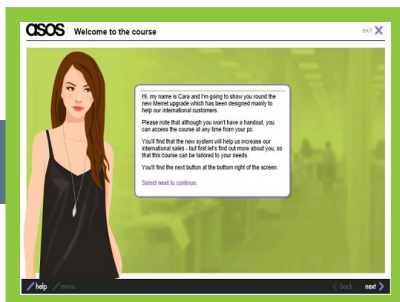 asos Welcome to the course
exit X
Hi, my name is Cara and I'm going to show you round the
new Merret upgrade which has been designed mainly to
help our international customers.
Please note that although you won't have a handout, you
can access the course at any time from your pc.
You'll find that the new system will help us increase our
international sales - but first let's find out more about you, so
that this course can be tailored to your needs.
You'll find the next button at the bottom right of the screen.
Select next to continue.
help menu back next